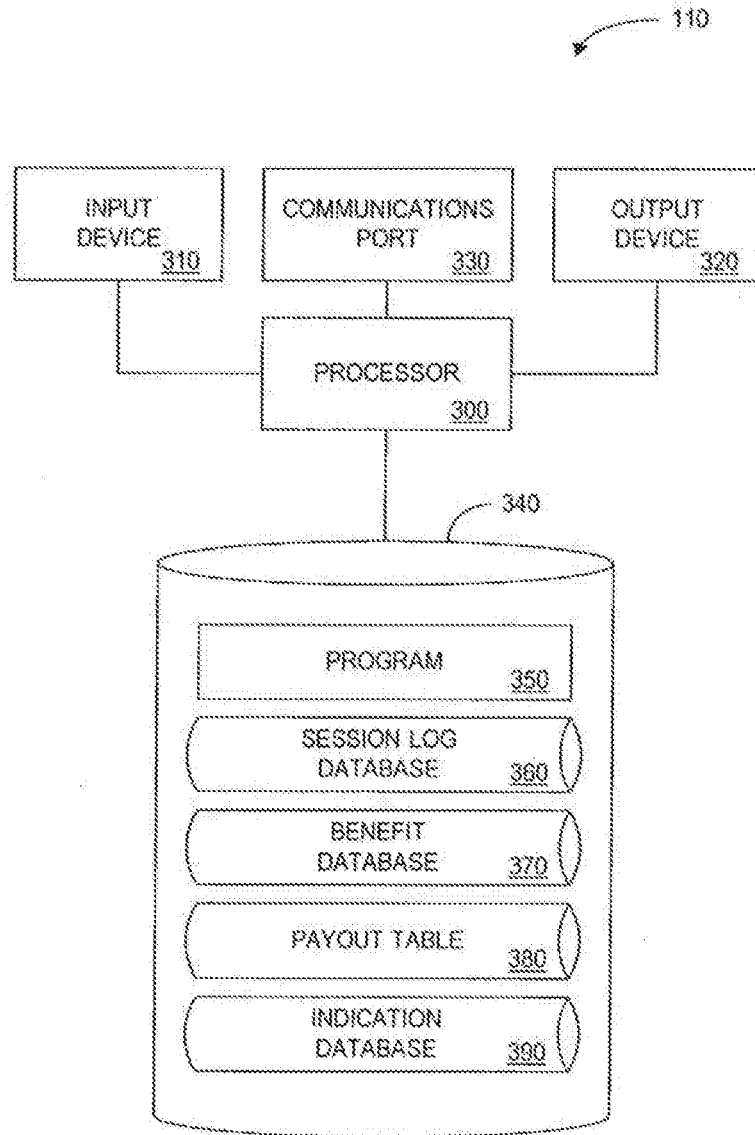 110
INPUT
DEVICE
310
COMMUNICATIONS
PORT
330
OUTPUT
DEVICE
320
PROCESSOR
300
340
PROGRAM
350
SESSION LOG
DATABASE
360
BENEFIT
DATABASE
370
PAYOUT TABLE
380
INDICATION
DATABASE
390